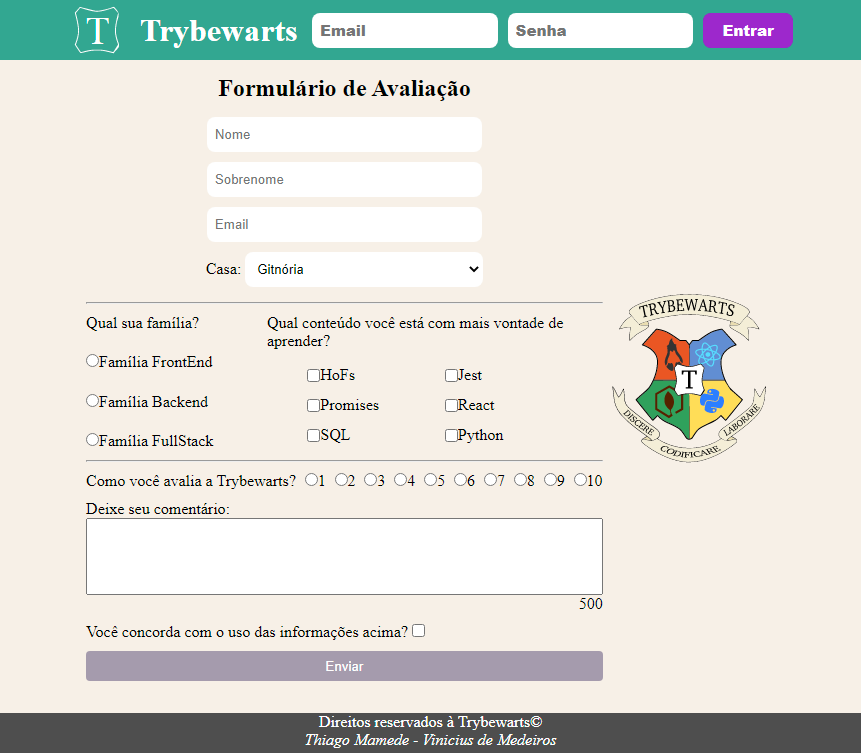 T Trybewarts Email Senha Entrar
Formulário de Avaliação
Nome
Sobrenome
Email
Casa: Gitnória
Qual sua família?
Família FrontEnd
Família Backend
Família FullStack
Qual conteúdo você está com mais vontade de
aprender?
HoFs Jest
Promises React
SQL Python
Como você avalia a Trybewarts? 1 2 3 4 5 6 7 8 9 10
Deixe seu comentário:
500
Você concorda com o uso das informações acima?
Enviar
TRYBEWARTS
T
DISCERE
CODIFICARE
LABORARE
Direitos reservados à Trybewarts©
Thiago Mamede - Vinicius de Medeiros